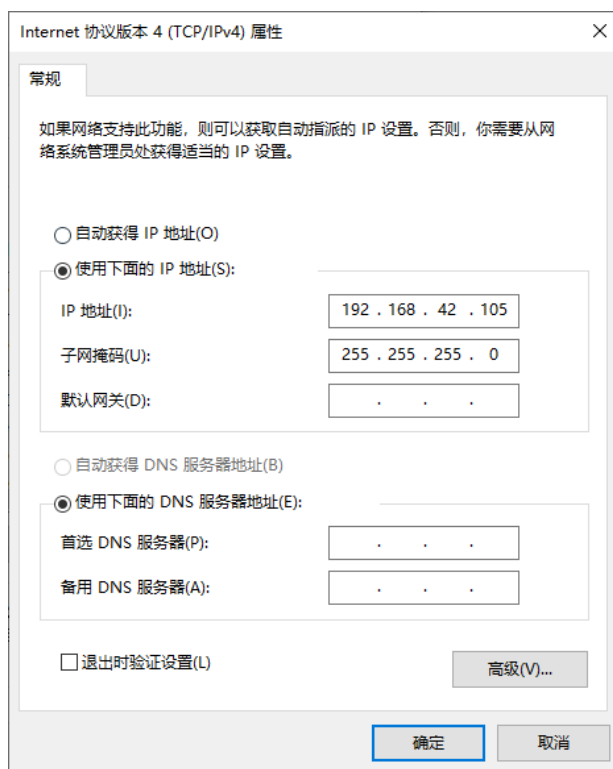 Internet 协议版本 4 (TCP/IPv4) 属性
常规
如果网络支持此功能，则可以获取自动指派的 IP 设置。否则，你需要从网
络系统管理员处获得适当的 IP 设置。
自动获得 IP 地址(O)
使用下面的 IP 地址(S):
IP 地址(I): 192 . 168 . 42 . 105
子网掩码(U): 255 . 255 . 255 . 0
默认网关(D): . . .
自动获得 DNS 服务器地址(B)
使用下面的 DNS 服务器地址(E):
首选 DNS 服务器(P): . . .
备用 DNS 服务器(A): . . .
退出时验证设置(L)
高级(V)...
确定 取消